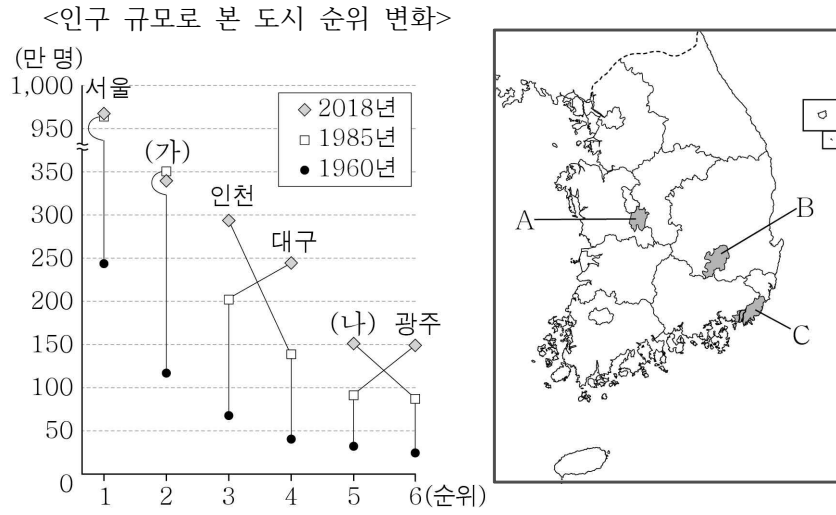 <인구 규모로 본 도시 순위 변화>
(만 명)
1,000
950
350
300
250
200
150
100
50
0
서울
(가)
인천
대구
(나) 광주
2018년
1985년
1960년
1 2 3 4 5 6(순위)
A
B
C